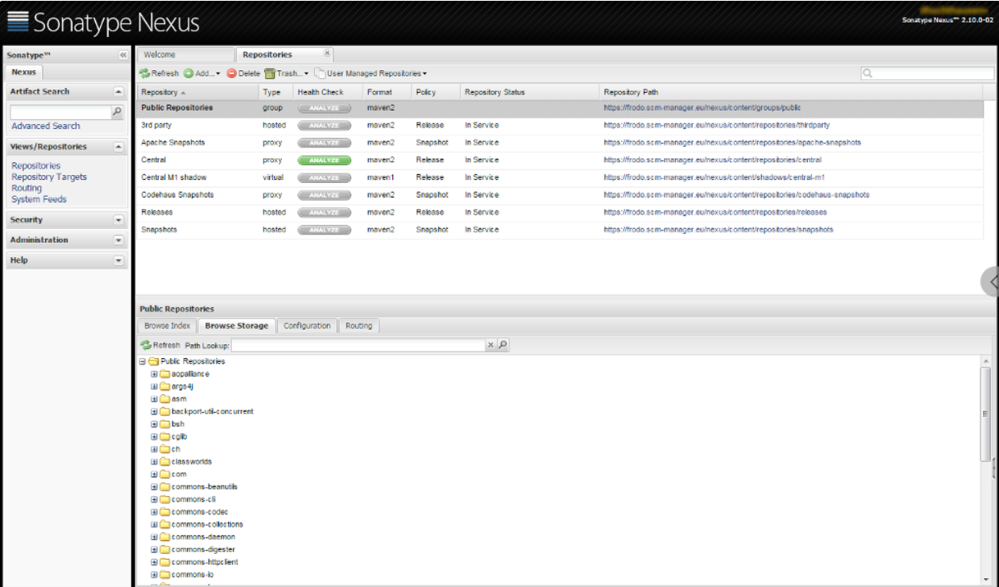 Sonatype Nexus
Sonatype Nexus™ 2.10.0-02
Sonatype™
Nexus
Artifact Search
Advanced Search
Views/Repositories
Repositories
Repository Targets
Routing
System Feeds
Security
Administration
Help
Welcome Repositories
Refresh Add... Delete Trash... User Managed Repositories
Repository Type Health Check Format Policy Repository Status Repository Path
Public Repositories group ANALYZE maven2 https://frodo.scm-manager.eu/nexus/content/groups/public
3rd party hosted ANALYZE maven2 Release In Service https://frodo.scm-manager.eu/nexus/content/repositories/thirdparty
Apache Snapshots proxy ANALYZE maven2 Snapshot In Service https://frodo.scm-manager.eu/nexus/content/repositories/apache-snapshots
Central proxy ANALYZE maven2 Release In Service https://frodo.scm-manager.eu/nexus/content/repositories/central
Central M1 shadow virtual ANALYZE maven1 Release In Service https://frodo.scm-manager.eu/nexus/content/shadows/central-m1
Codehaus Snapshots proxy ANALYZE maven2 Snapshot In Service https://frodo.scm-manager.eu/nexus/content/repositories/codehaus-snapshots
Releases hosted ANALYZE maven2 Release In Service https://frodo.scm-manager.eu/nexus/content/repositories/releases
Snapshots hosted ANALYZE maven2 Snapshot In Service https://frodo.scm-manager.eu/nexus/content/repositories/snapshots
Public Repositories
Browse Index Browse Storage Configuration Routing
Refresh Path Lookup:
Public Repositories
aopalliance
args4j
asm
backport-util-concurrent
bsh
cglib
ch
classworlds
com
commons-beanutils
commons-cli
commons-codec
commons-collections
commons-daemon
commons-digester
commons-httpclient
commons-io